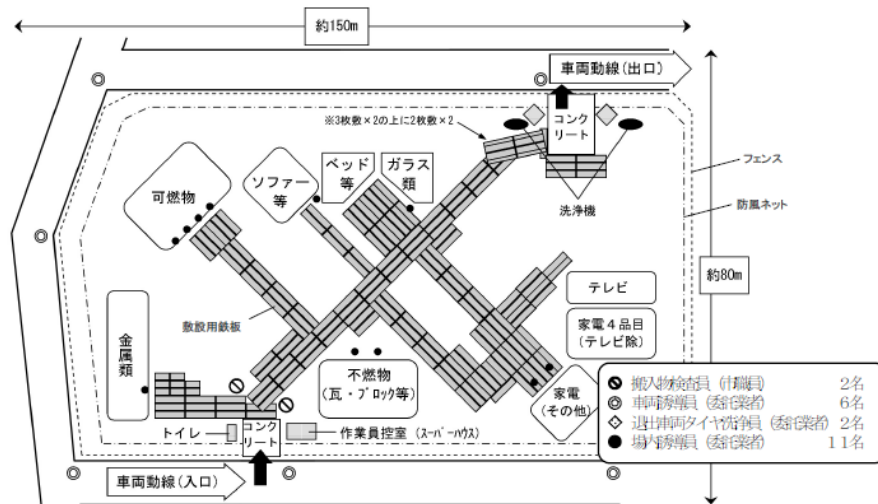 約150m
車両動線(出口)
※3枚敷×2の上に2枚敷×2
コンク
リート
フェンス
防風ネット
洗浄機
可燃物
ソファー
等
ベッド
等
ガラス
類
約80m
テレビ
家電4品目
(テレビ除)
敷設用鉄板
金属類
不燃物
(瓦・ブロック等)
家電
(その他)
搬入物検査員(市職員) 2名
車両誘導員(委託業者) 6名
退出車両タイヤ洗浄員(委託業者) 2名
場内誘導員(委託業者) 11名
トイレ
コンク
リート
作業員控室(スーパーハウス)
車両動線(入口)